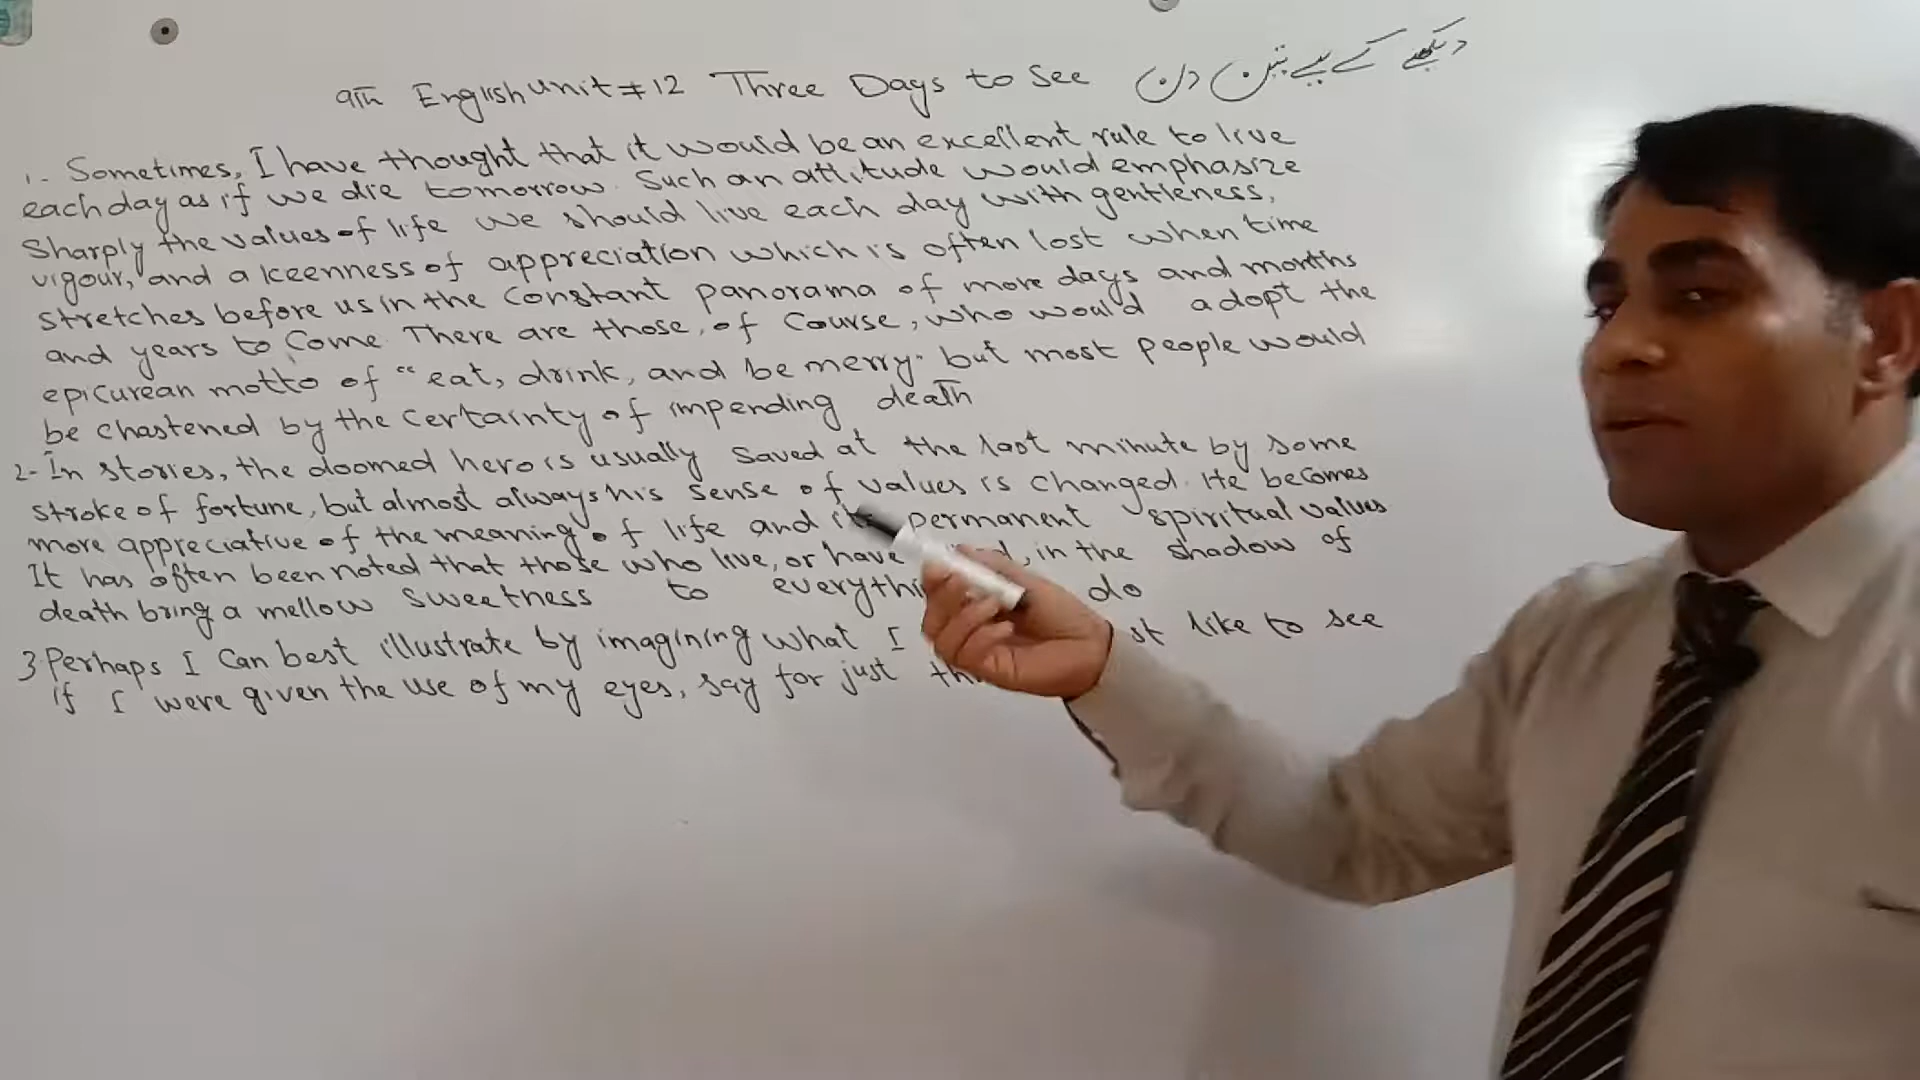 9Th English unit # 12 Three Days to See دیکھنے کے لیے تین دن
1- Sometimes, I have thought that it would be an excellent rule to live
each day as if we die tomorrow. Such an attitude would emphasize
Sharply the values of life we should live each day with gentleness,
vigour, and a keenness of appreciation which is often lost when time
stretches before us in the constant panorama of more days and months
and years to come. There are those, of course, who would adopt the
epicurean motto of "eat, drink, and be merry. but most people would
be chastened by the certainty of impending death
2- In stories, the doomed hero is usually saved at the last minute by some
stroke of fortune, but almost always his sense of values is changed. He becomes
more appreciative of the meaning of life and its permanent spiritual values
It has often been noted that those who live, or have in the shadow of
death bring a mellow sweetness to do
3 Perhaps I can best illustrate by imagining what I like to see
if I were given the use of my eyes, say for just